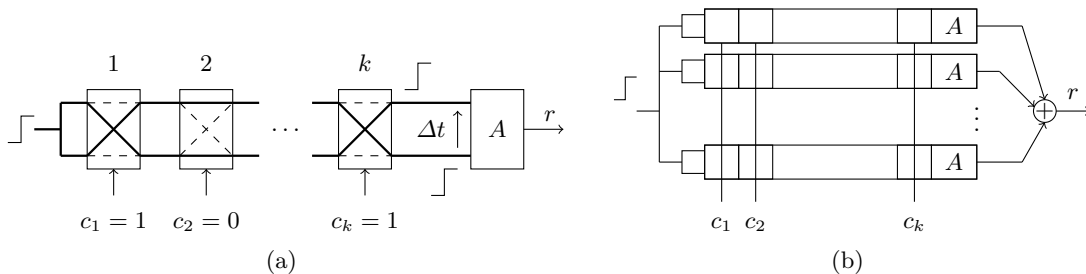 1 2 k
Δt
A
r
· · ·
c₁ = 1 c₂ = 0 cₖ = 1
(a)
A
A
⋮
A
r
c₁ c₂ cₖ
(b)